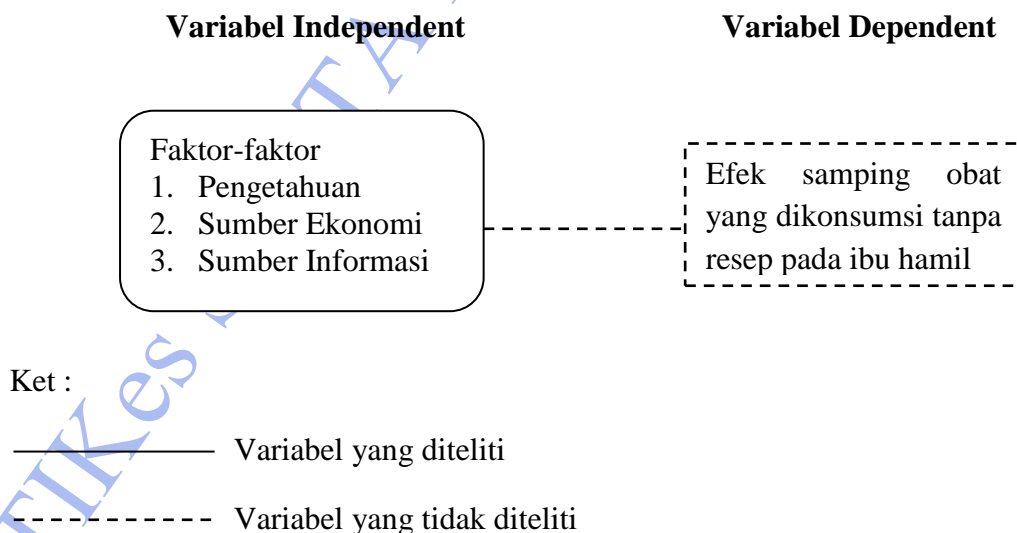 Variabel Independent
Variabel Dependent
Faktor-faktor
1. Pengetahuan
2. Sumber Ekonomi
3. Sumber Informasi
Efek samping obat
yang dikonsumsi tanpa
resep pada ibu hamil
Ket :
Variabel yang diteliti
Variabel yang tidak diteliti